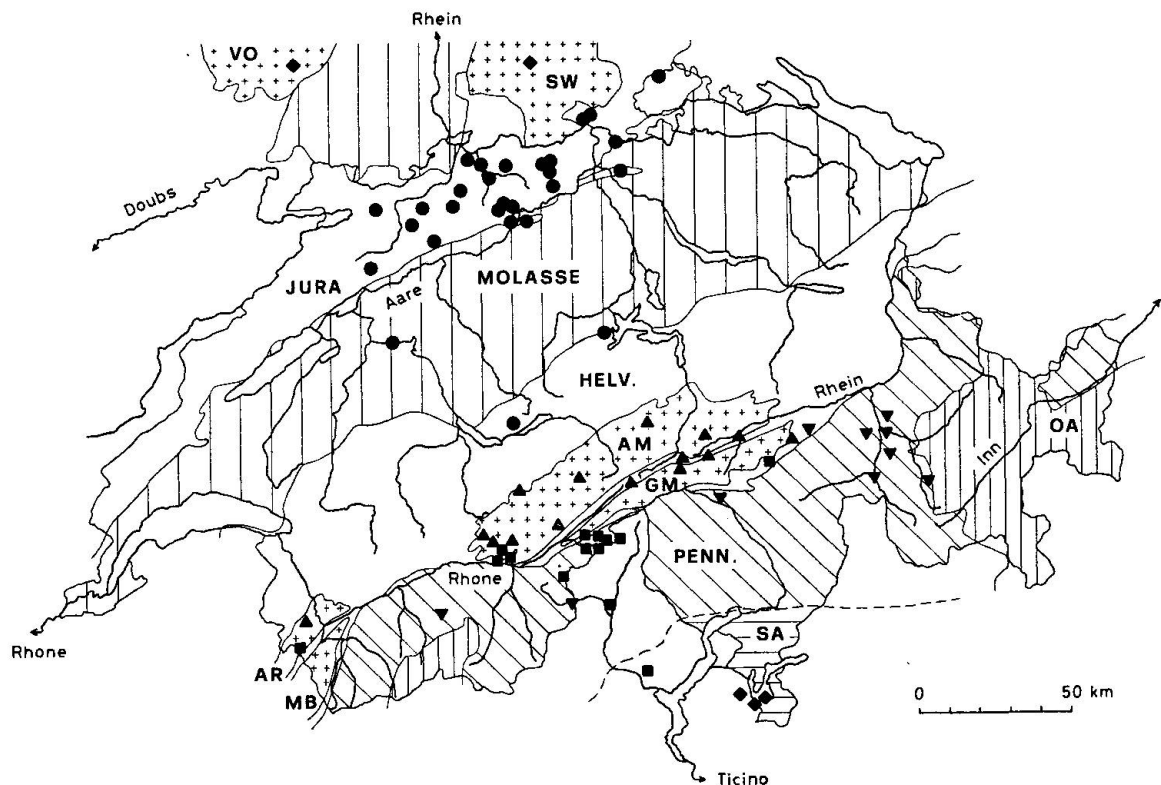 Rhein
VO
SW
Doubs
JURA
Aare
MOLASSE
HELV.
Rhein
AM
OA
Inn
GM
PENN.
Rhone
SA
Rhone
AR
MB
0 50 km
Ticino